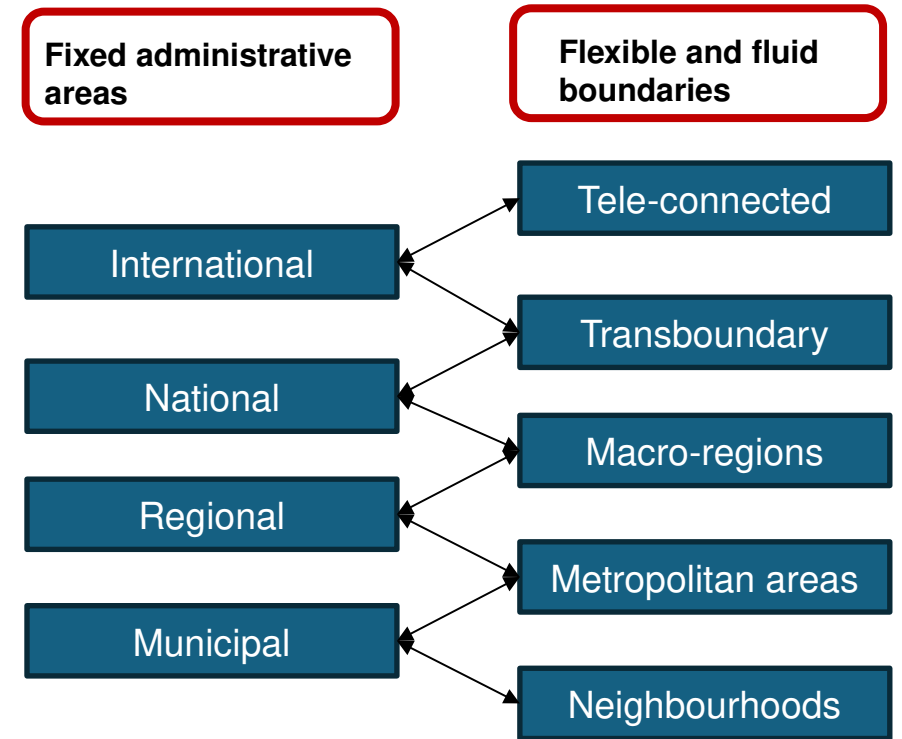 Fixed administrative
areas
Flexible and fluid
boundaries
International
National
Regional
Municipal
Tele-connected
Transboundary
Macro-regions
Metropolitan areas
Neighbourhoods